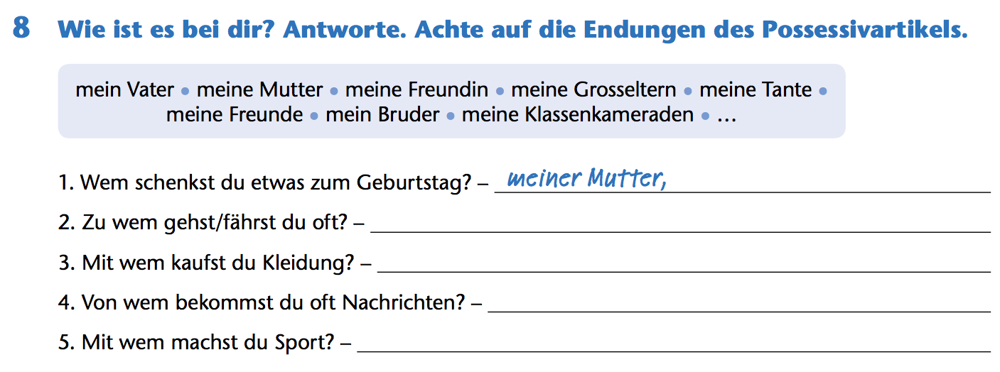 8 Wie ist es bei dir? Antworte. Achte auf die Endungen des Possessivartikels.
mein Vater • meine Mutter • meine Freundin • meine Grosseltern • meine Tante •
meine Freunde • mein Bruder • meine Klassenkameraden • …
1. Wem schenkst du etwas zum Geburtstag? – meiner Mutter,
2. Zu wem gehst/fährst du oft? –
3. Mit wem kaufst du Kleidung? –
4. Von wem bekommst du oft Nachrichten? –
5. Mit wem machst du Sport? –